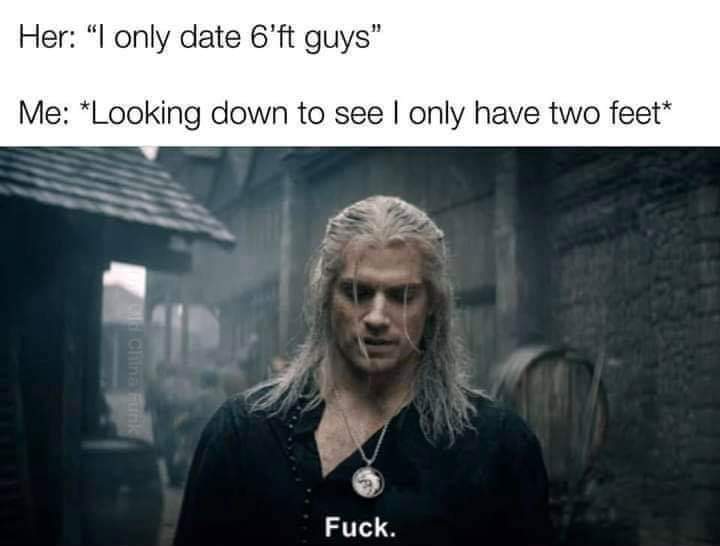 Her: “I only date 6’ft guys”
Me: *Looking down to see I only have two feet*
Fuck.